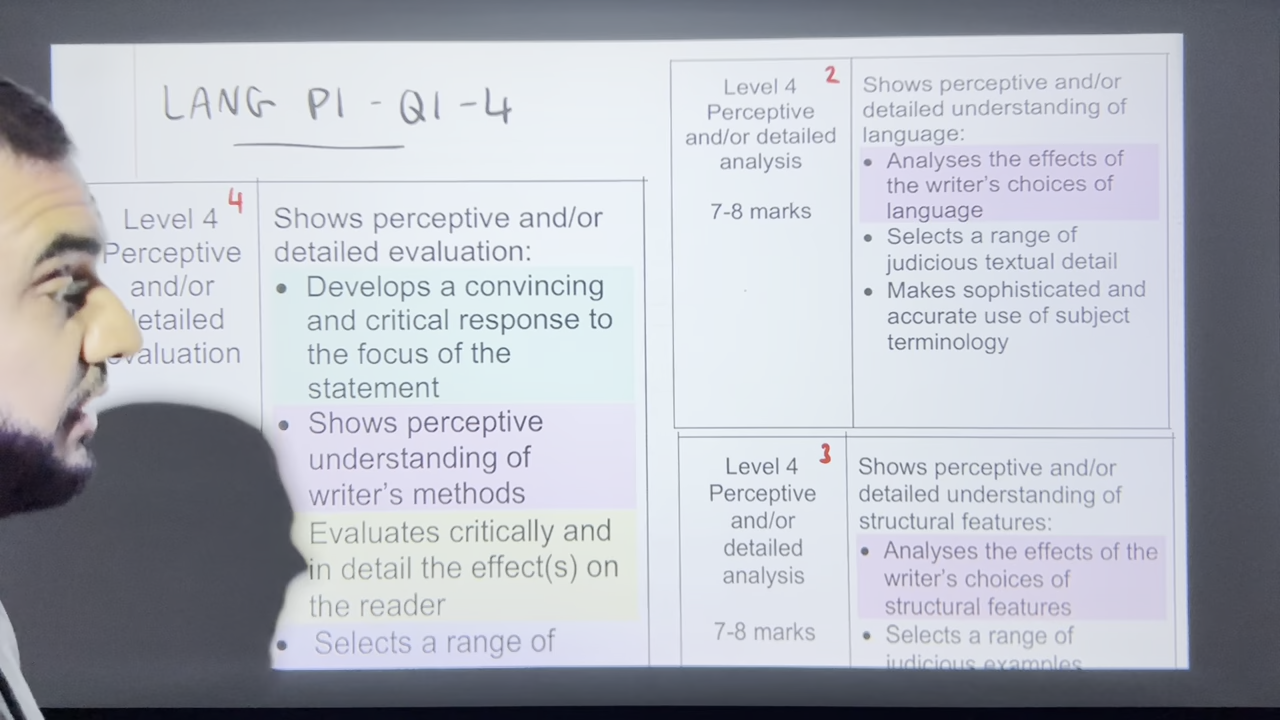 LANG P1 - Q1-4
Level 4
4
Perceptive
and/or
detailed
evaluation
Shows perceptive and/or
detailed evaluation:
• Develops a convincing
and critical response to
the focus of the
statement
• Shows perceptive
understanding of
writer's methods
Evaluates critically and
in detail the effect(s) on
the reader
• Selects a range of
Level 4
2
Perceptive
and/or detailed
analysis
7-8 marks
Shows perceptive and/or
detailed understanding of
language:
• Analyses the effects of
the writer's choices of
language
• Selects a range of
judicious textual detail
• Makes sophisticated and
accurate use of subject
terminology
Level 4
3
Perceptive
and/or
detailed
analysis
7-8 marks
Shows perceptive and/or
detailed understanding of
structural features:
• Analyses the effects of the
writer's choices of
structural features
• Selects a range of
judicious examples